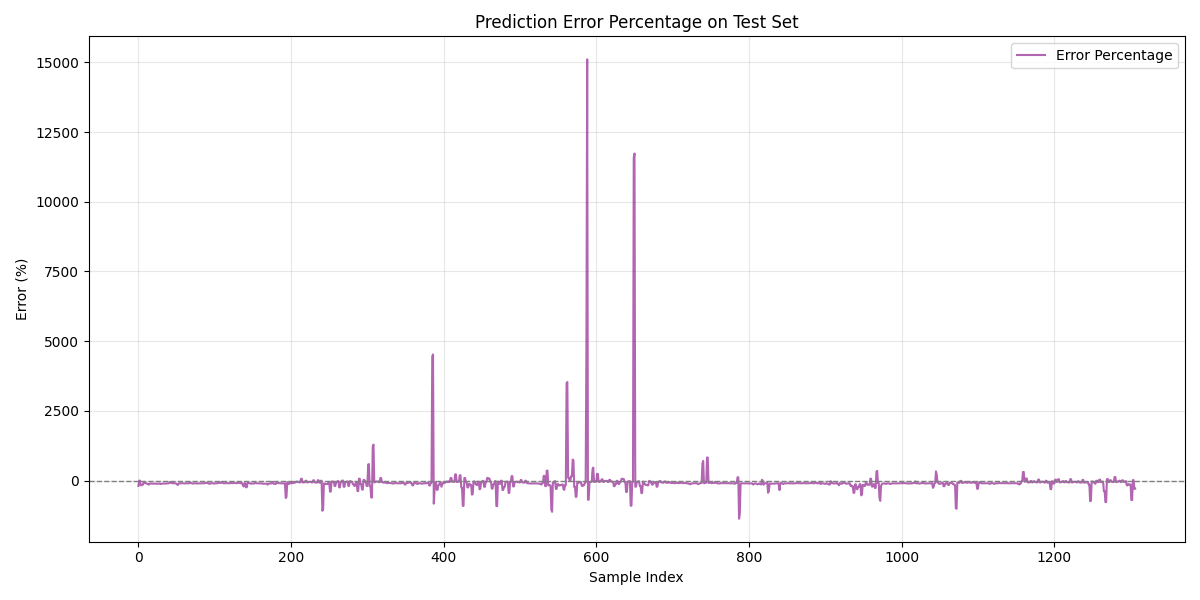 Prediction Error Percentage on Test Set
Error Percentage
15000
12500
10000
7500
5000
2500
0
Error (%)
0 200 400 600 800 1000 1200
Sample Index